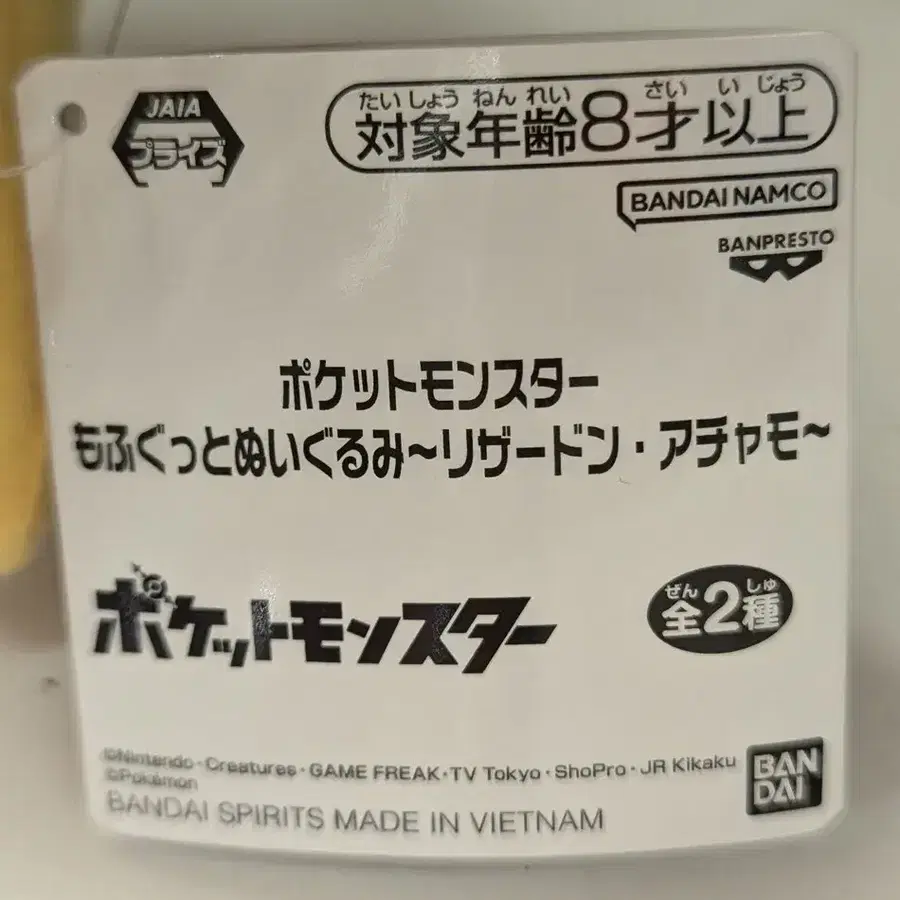 JAIA
プライズ
たいしょう ねんれい 8 さい いじょう
対象年齢8才以上
BANDAI NAMCO
BANPRESTO
ポケットモンスター
もふぐっとぬいぐるみ~リザードン・アチャモ~
ポケットモンスター
ぜん しゅ
全2種
©Nintendo・Creatures・GAME FREAK・TV Tokyo・ShoPro・JR Kikaku
©Pokémon
BANDAI SPIRITS MADE IN VIETNAM
BAN
DAI